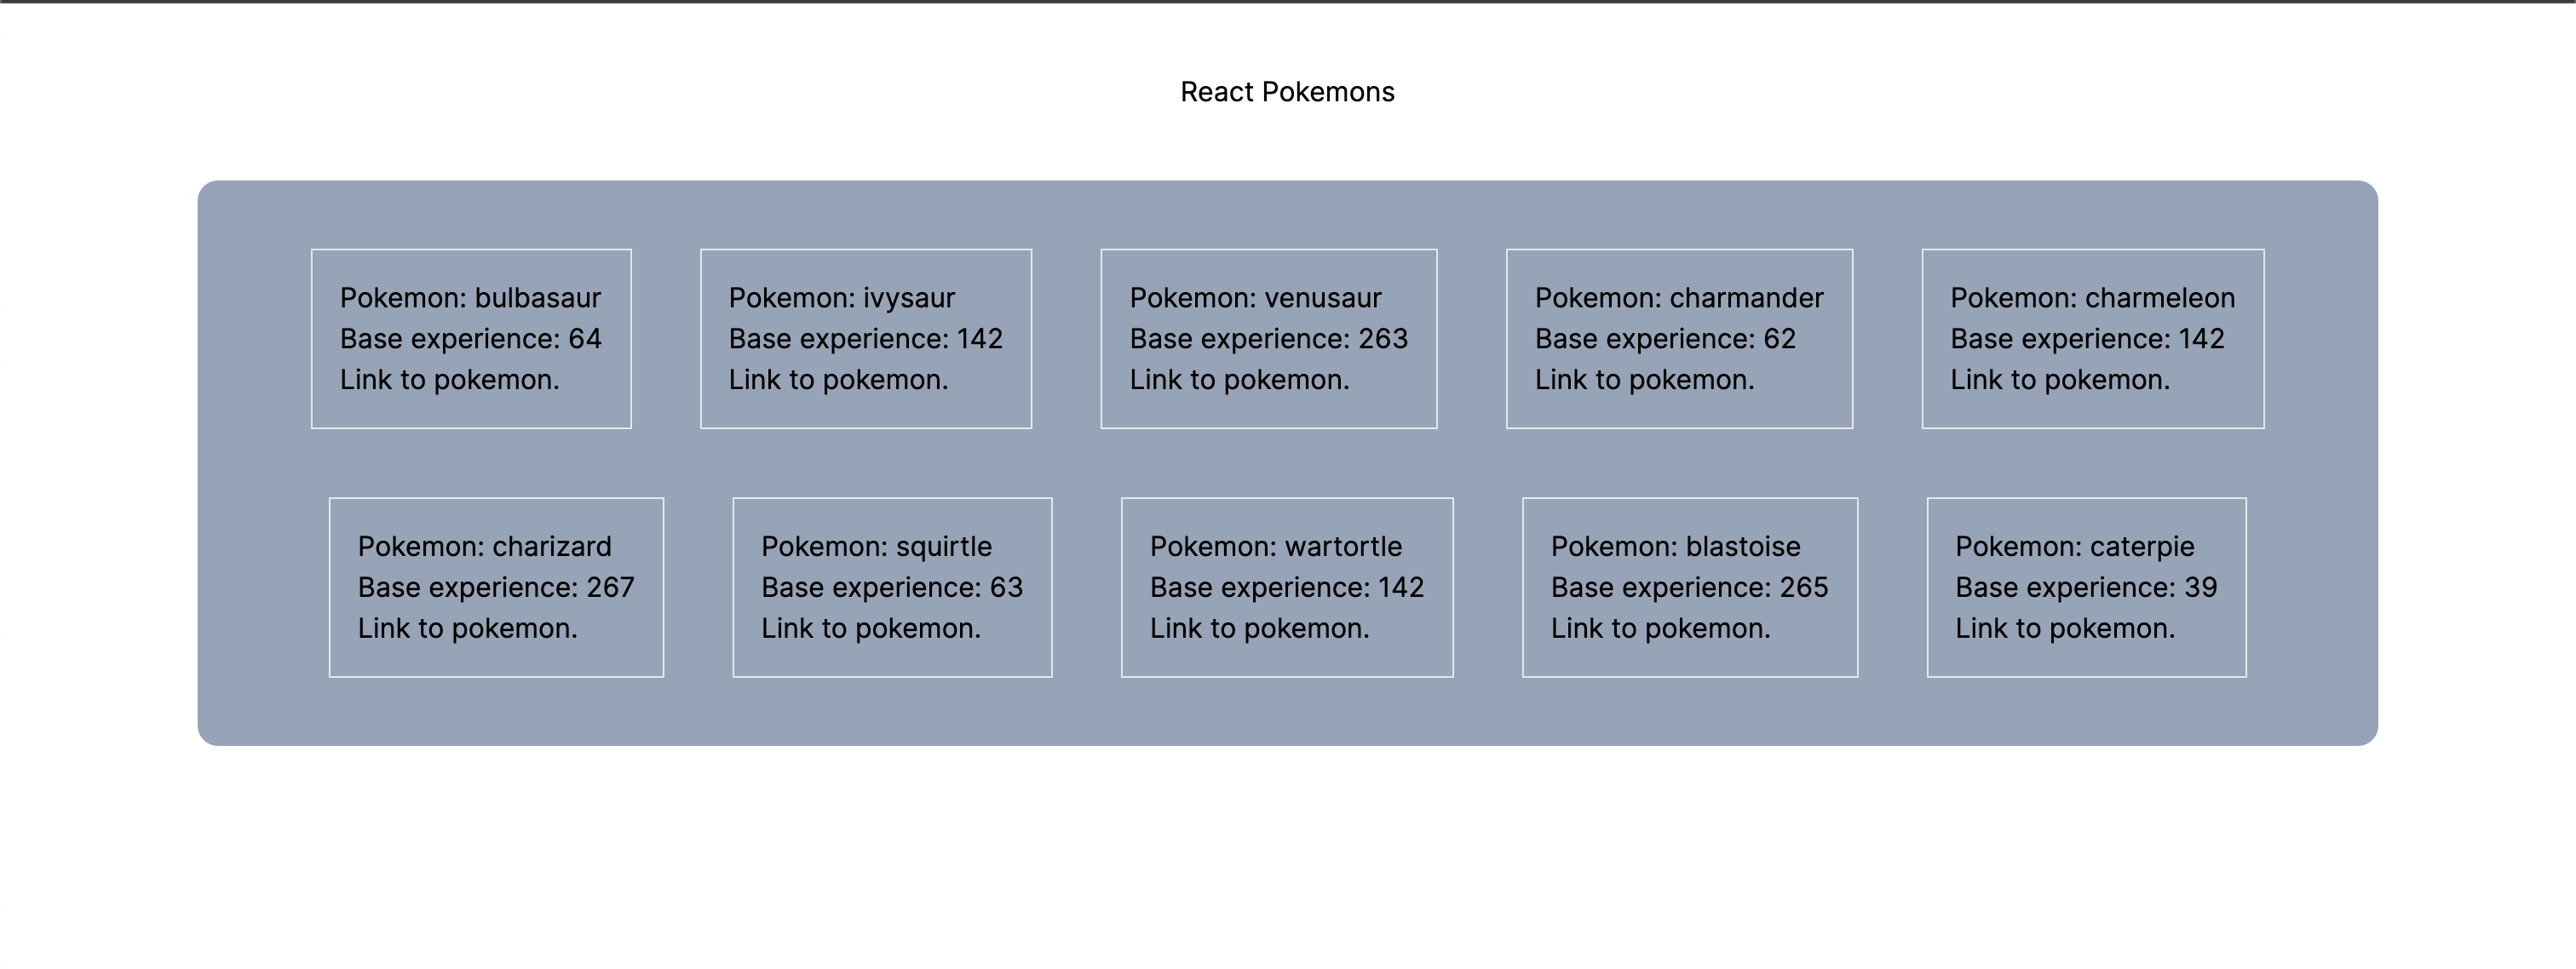 React Pokemons
Pokemon: bulbasaur
Base experience: 64
Link to pokemon.
Pokemon: ivysaur
Base experience: 142
Link to pokemon.
Pokemon: venusaur
Base experience: 263
Link to pokemon.
Pokemon: charmander
Base experience: 62
Link to pokemon.
Pokemon: charmeleon
Base experience: 142
Link to pokemon.
Pokemon: charizard
Base experience: 267
Link to pokemon.
Pokemon: squirtle
Base experience: 63
Link to pokemon.
Pokemon: wartortle
Base experience: 142
Link to pokemon.
Pokemon: blastoise
Base experience: 265
Link to pokemon.
Pokemon: caterpie
Base experience: 39
Link to pokemon.